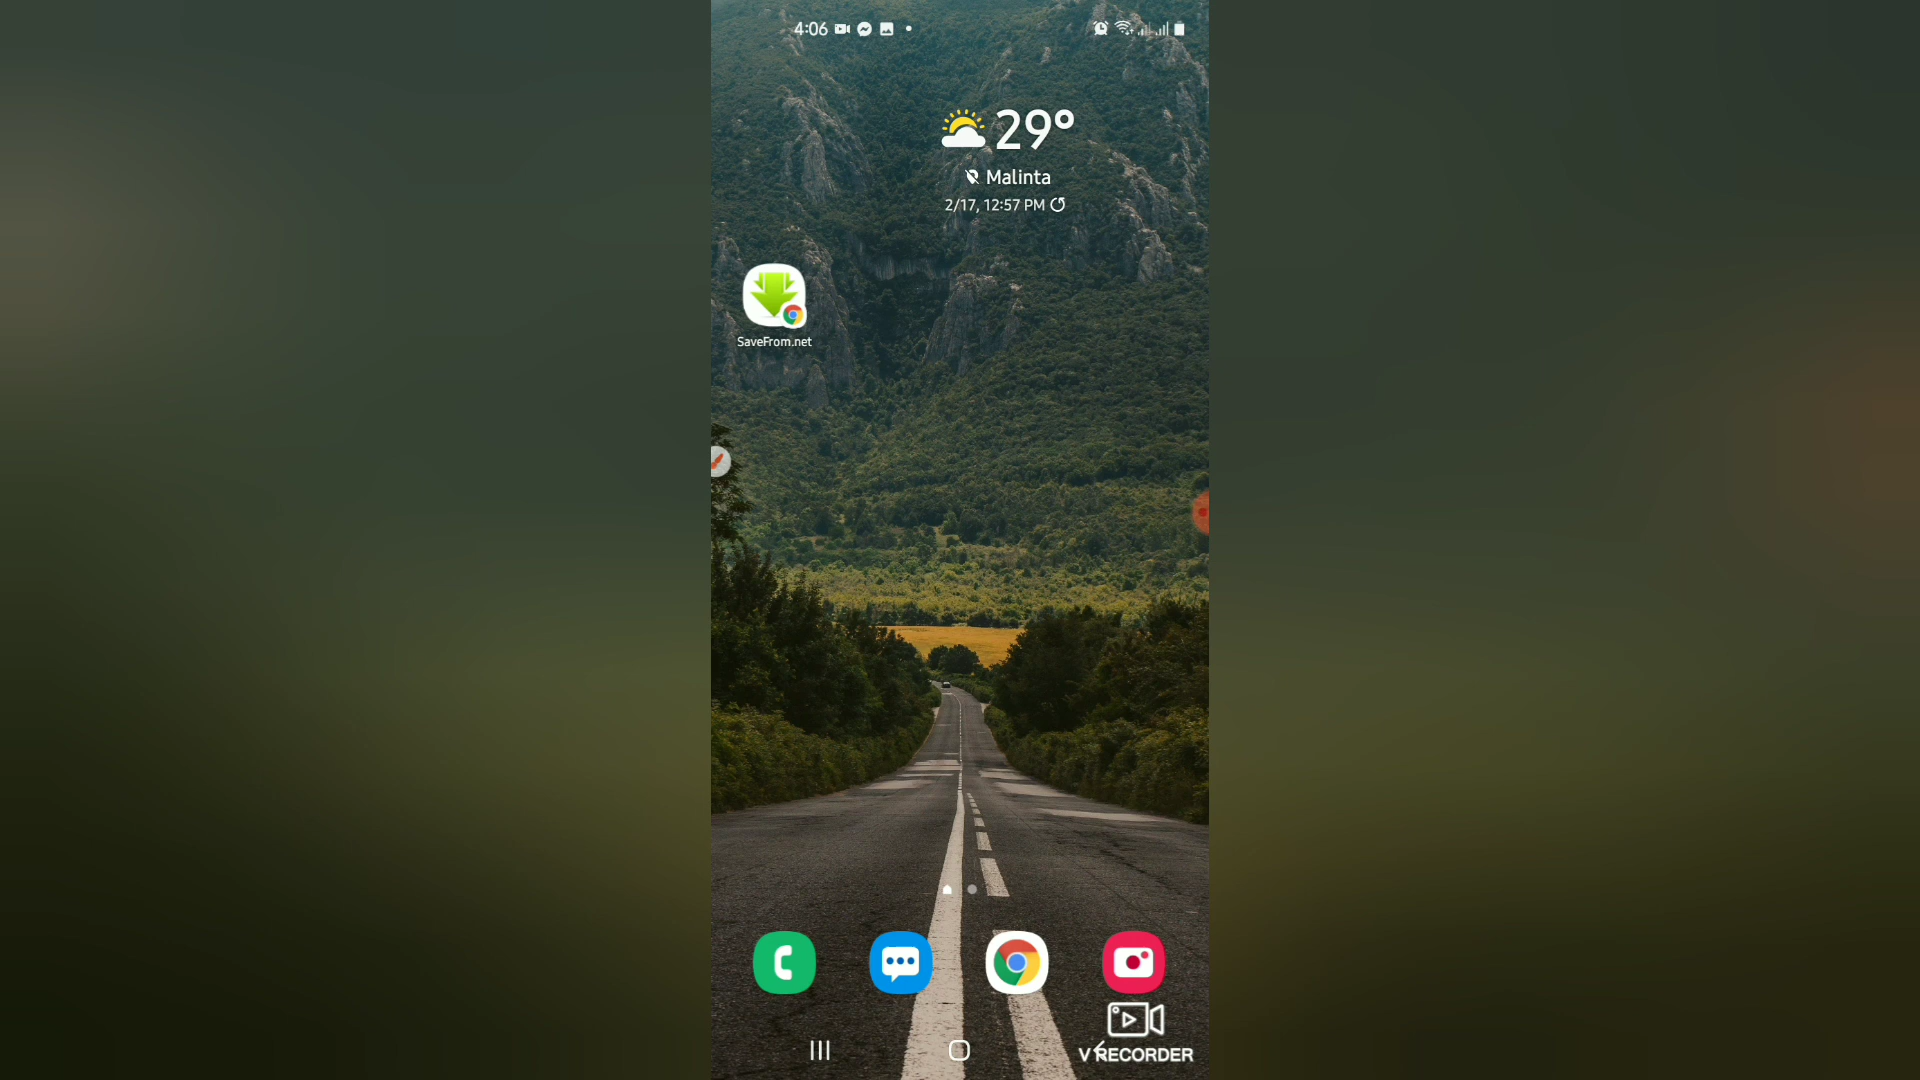 4:06
29°
Malinta
2/17, 12:57 PM
SaveFrom.net
V RECORDER